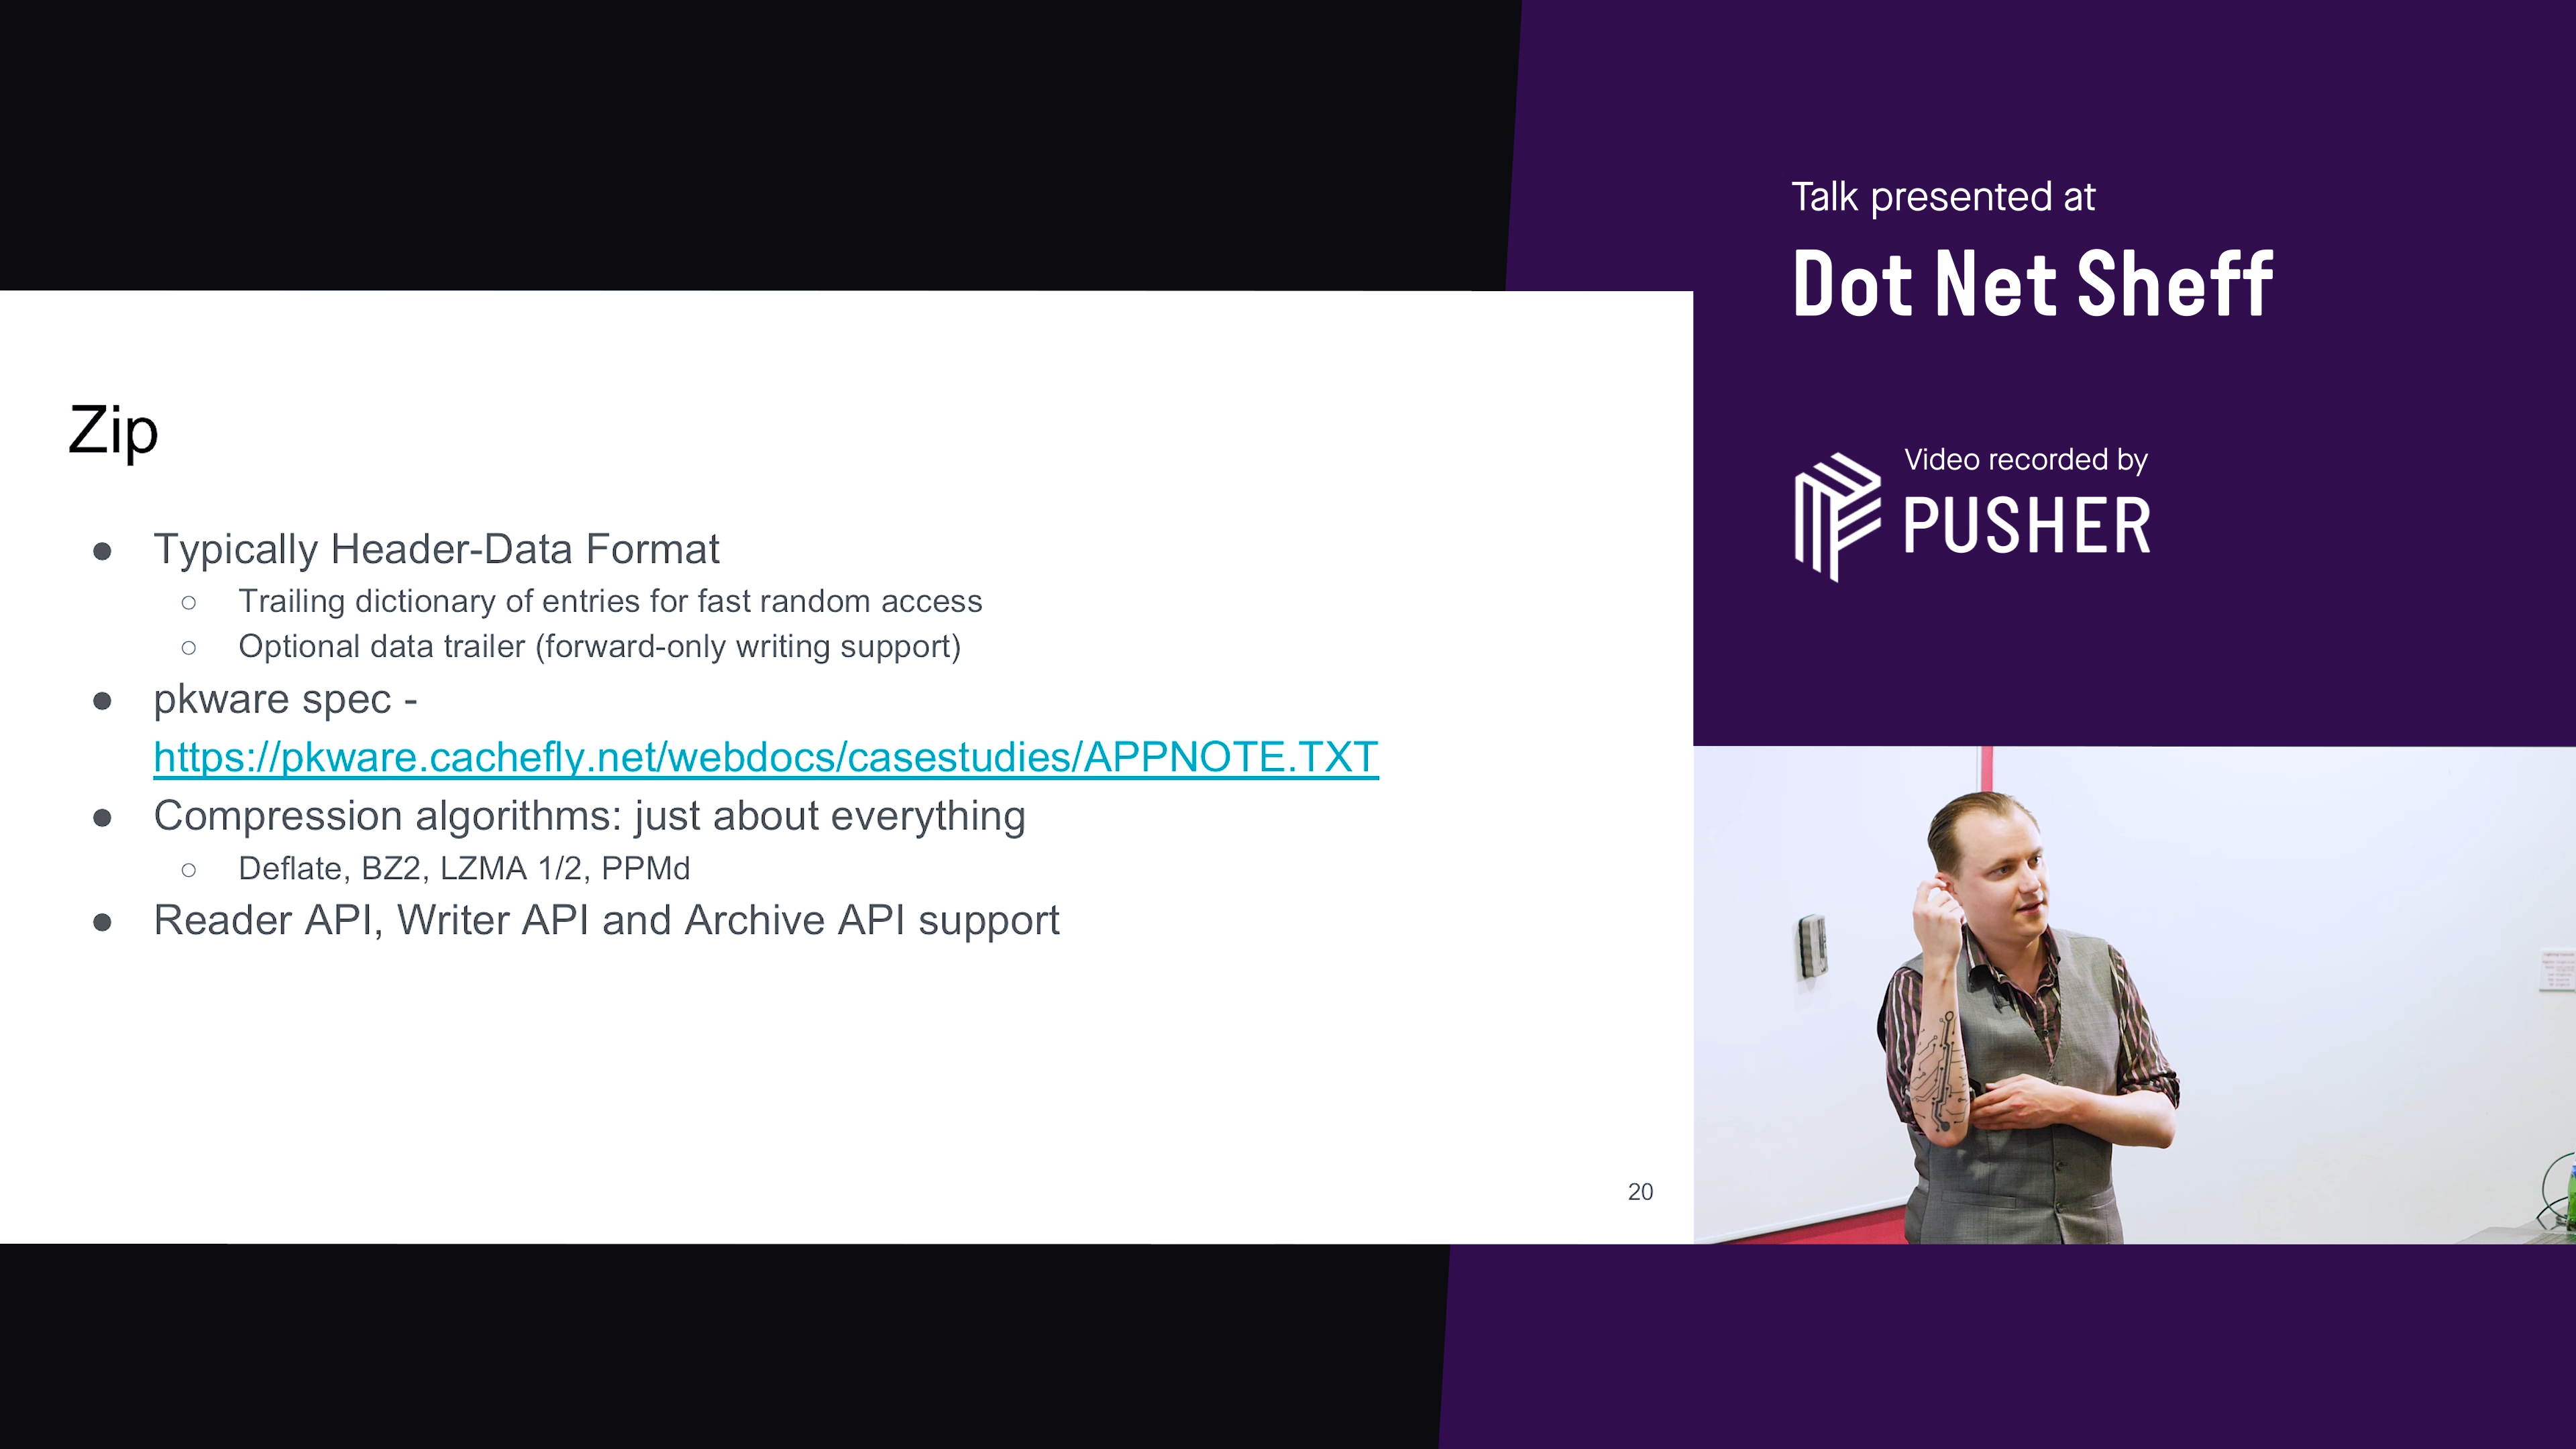 Talk presented at
Dot Net Sheff
Video recorded by
PUSHER
Zip
● Typically Header-Data Format
○ Trailing dictionary of entries for fast random access
○ Optional data trailer (forward-only writing support)
● pkware spec -
https://pkware.cachefly.net/webdocs/casestudies/APPNOTE.TXT
● Compression algorithms: just about everything
○ Deflate, BZ2, LZMA 1/2, PPMd
● Reader API, Writer API and Archive API support
20